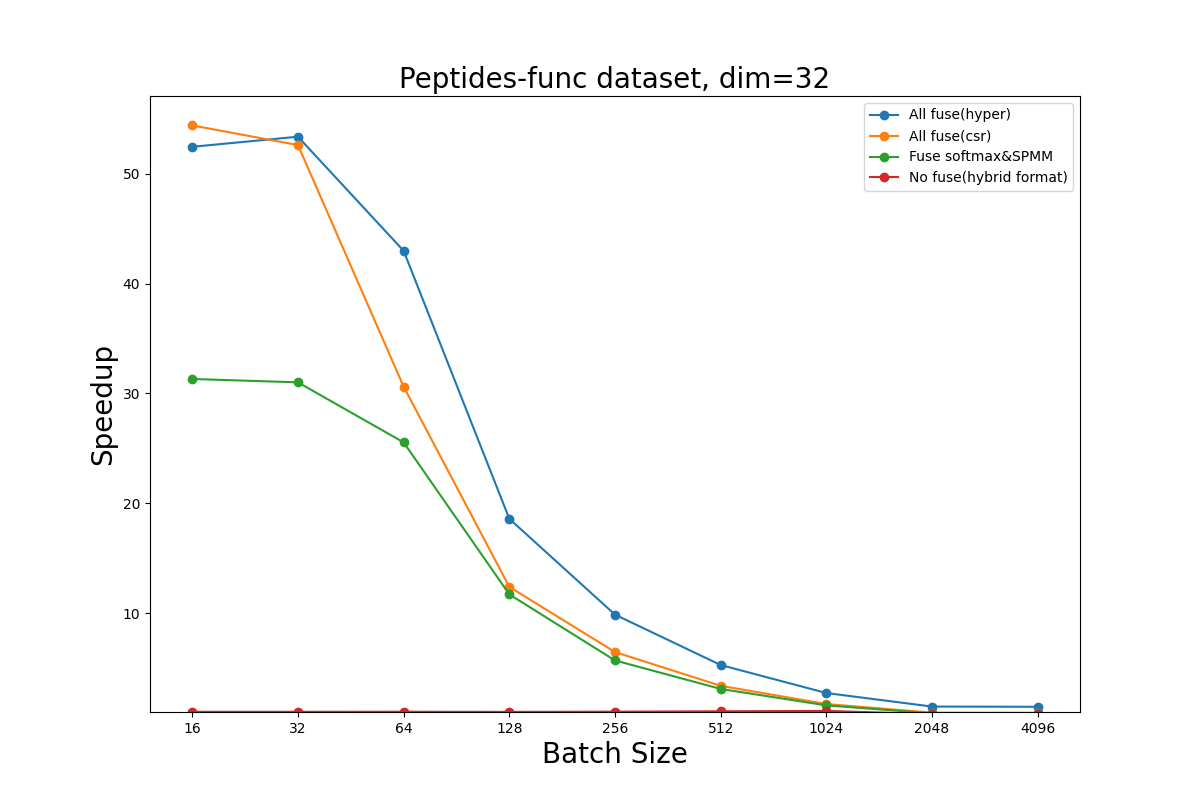 Peptides-func dataset, dim=32
All fuse(hyper)
All fuse(csr)
Fuse softmax&SPMM
No fuse(hybrid format)
Speedup
50
40
30
20
10
16 32 64 128 256 512 1024 2048 4096
Batch Size